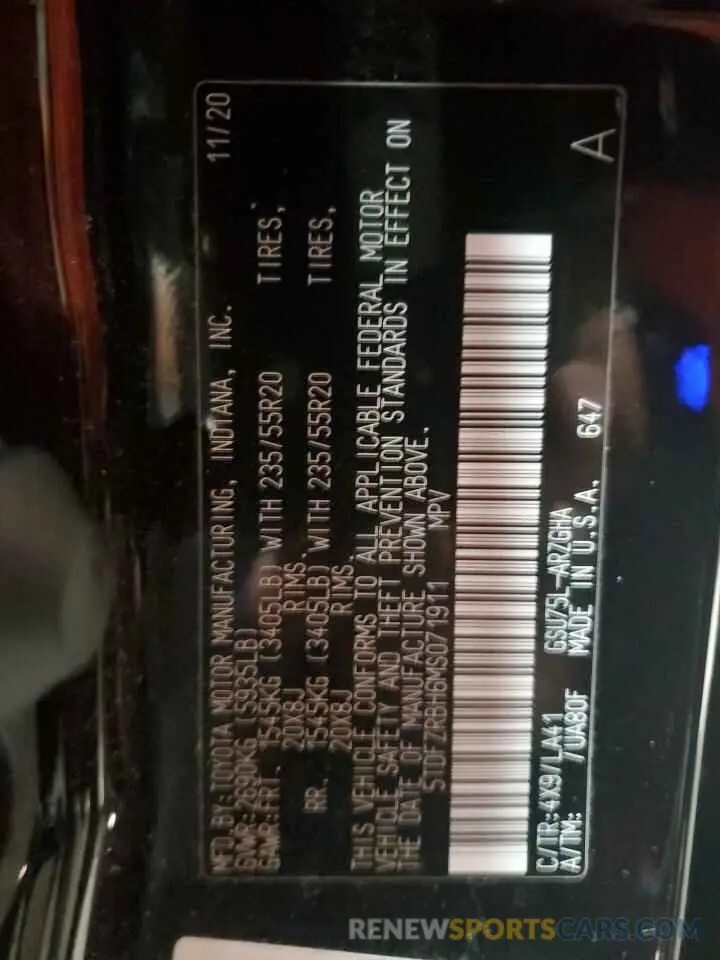 MFD.BY:TOYOTA MOTOR MANUFACTURING, INDIANA, INC. 11/20
GVWR:2690KG (5935LB)
GAWR:FRT. 1545KG (3405LB) WITH 235/55R20 TIRES,
20X8J RIMS.
RR. 1545KG (3405LB) WITH 235/55R20 TIRES,
20X8J RIMS.
THIS VEHICLE CONFORMS TO ALL APPLICABLE FEDERAL MOTOR
VEHICLE SAFETY AND THEFT PREVENTION STANDARDS IN EFFECT ON
THE DATE OF MANUFACTURE SHOWN ABOVE.
5TDFZRBH6MS071911 MPV
C/TR:4X9/LA41 GSU75L-ARZGHA
A/TM: /UA80F MADE IN U.S.A. 647
A
RENEWSPORTSCARS.COM